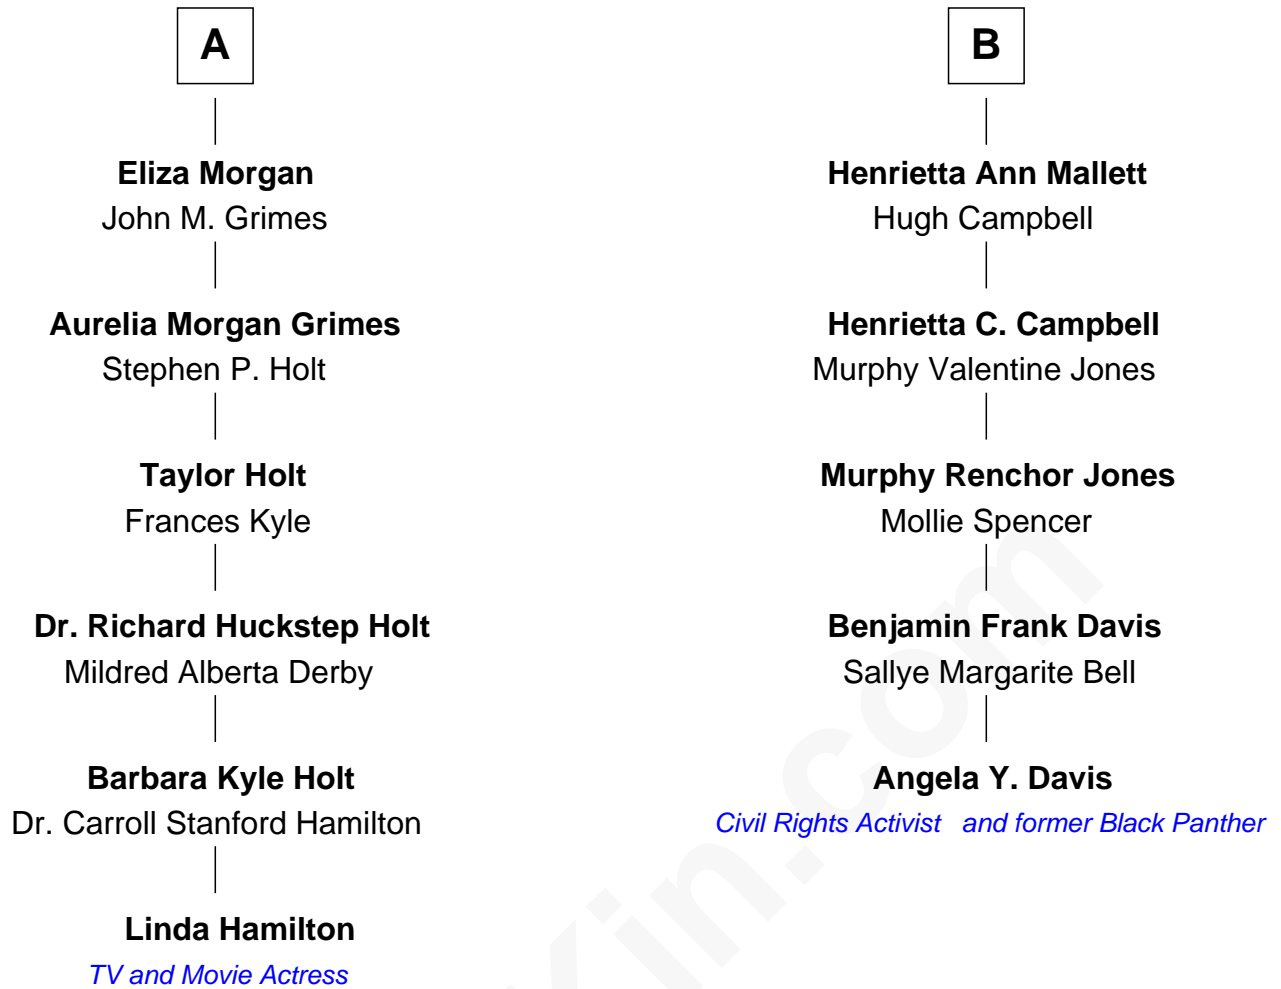 A
Eliza Morgan
John M. Grimes
Aurelia Morgan Grimes
Stephen P. Holt
Taylor Holt
Frances Kyle
Dr. Richard Huckstep Holt
Mildred Alberta Derby
Barbara Kyle Holt
Dr. Carroll Stanford Hamilton
Linda Hamilton
TV and Movie Actress
B
Henrietta Ann Mallett
Hugh Campbell
Henrietta C. Campbell
Murphy Valentine Jones
Murphy Renchor Jones
Mollie Spencer
Benjamin Frank Davis
Sallye Margarite Bell
Angela Y. Davis
Civil Rights Activist and former Black Panther
Kin.com